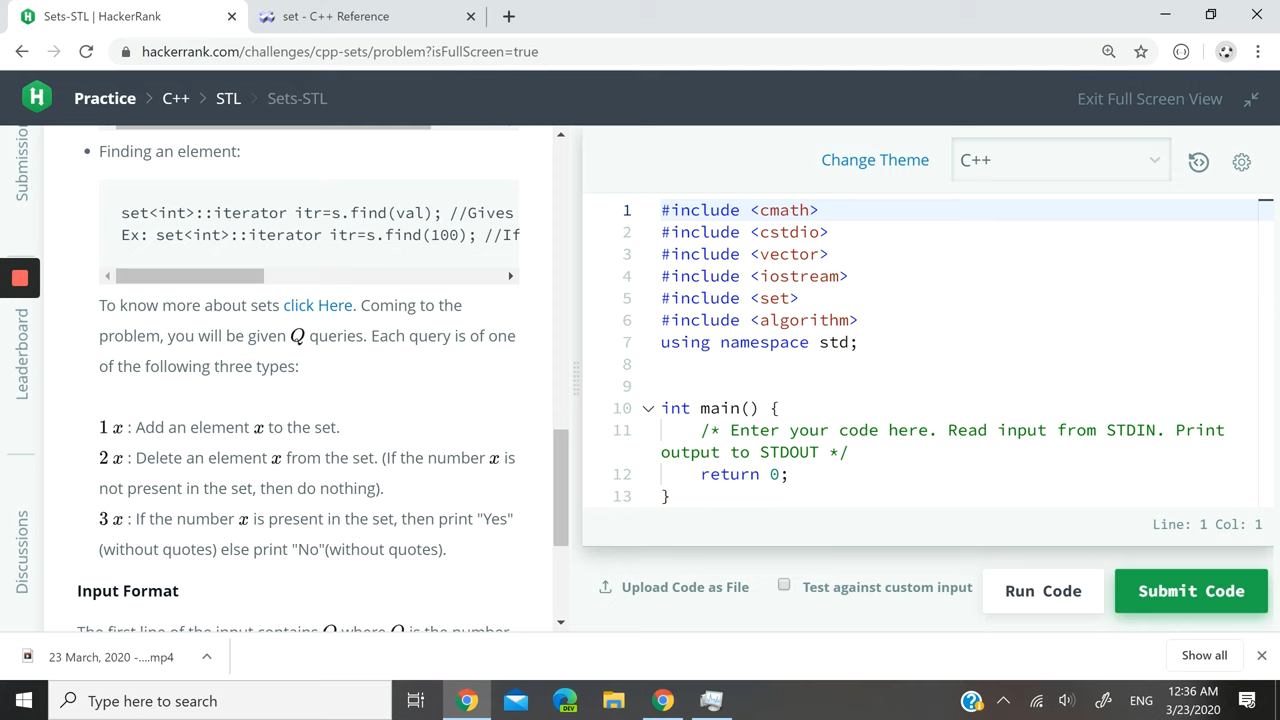 Sets-STL | HackerRank
set - C++ Reference
hackerrank.com/challenges/cpp-sets/problem?isFullScreen=true
H
Practice > C++ > STL > Sets-STL
Exit Full Screen View
Leaderboard
Discussions
• Finding an element:
set<int>::iterator itr=s.find(val); //Gives
Ex: set<int>::iterator itr=s.find(100); //If
To know more about sets click Here. Coming to the
problem, you will be given Q queries. Each query is of one
of the following three types:
1 x : Add an element x to the set.
2 x : Delete an element x from the set. (If the number x is
not present in the set, then do nothing).
3 x : If the number x is present in the set, then print "Yes"
(without quotes) else print "No"(without quotes).
Input Format
Change Theme
C++
1 #include <cmath>
2 #include <cstdio>
3 #include <vector>
4 #include <iostream>
5 #include <set>
6 #include <algorithm>
7 using namespace std;
8
9
10 int main() {
11 /* Enter your code here. Read input from STDIN. Print
output to STDOUT */
12 return 0;
13 }
Line: 1 Col: 1
Upload Code as File
Test against custom input
Run Code
Submit Code
23 March, 2020 -....mp4
Show all
Type here to search
DEV
ENG
12:36 AM
3/23/2020